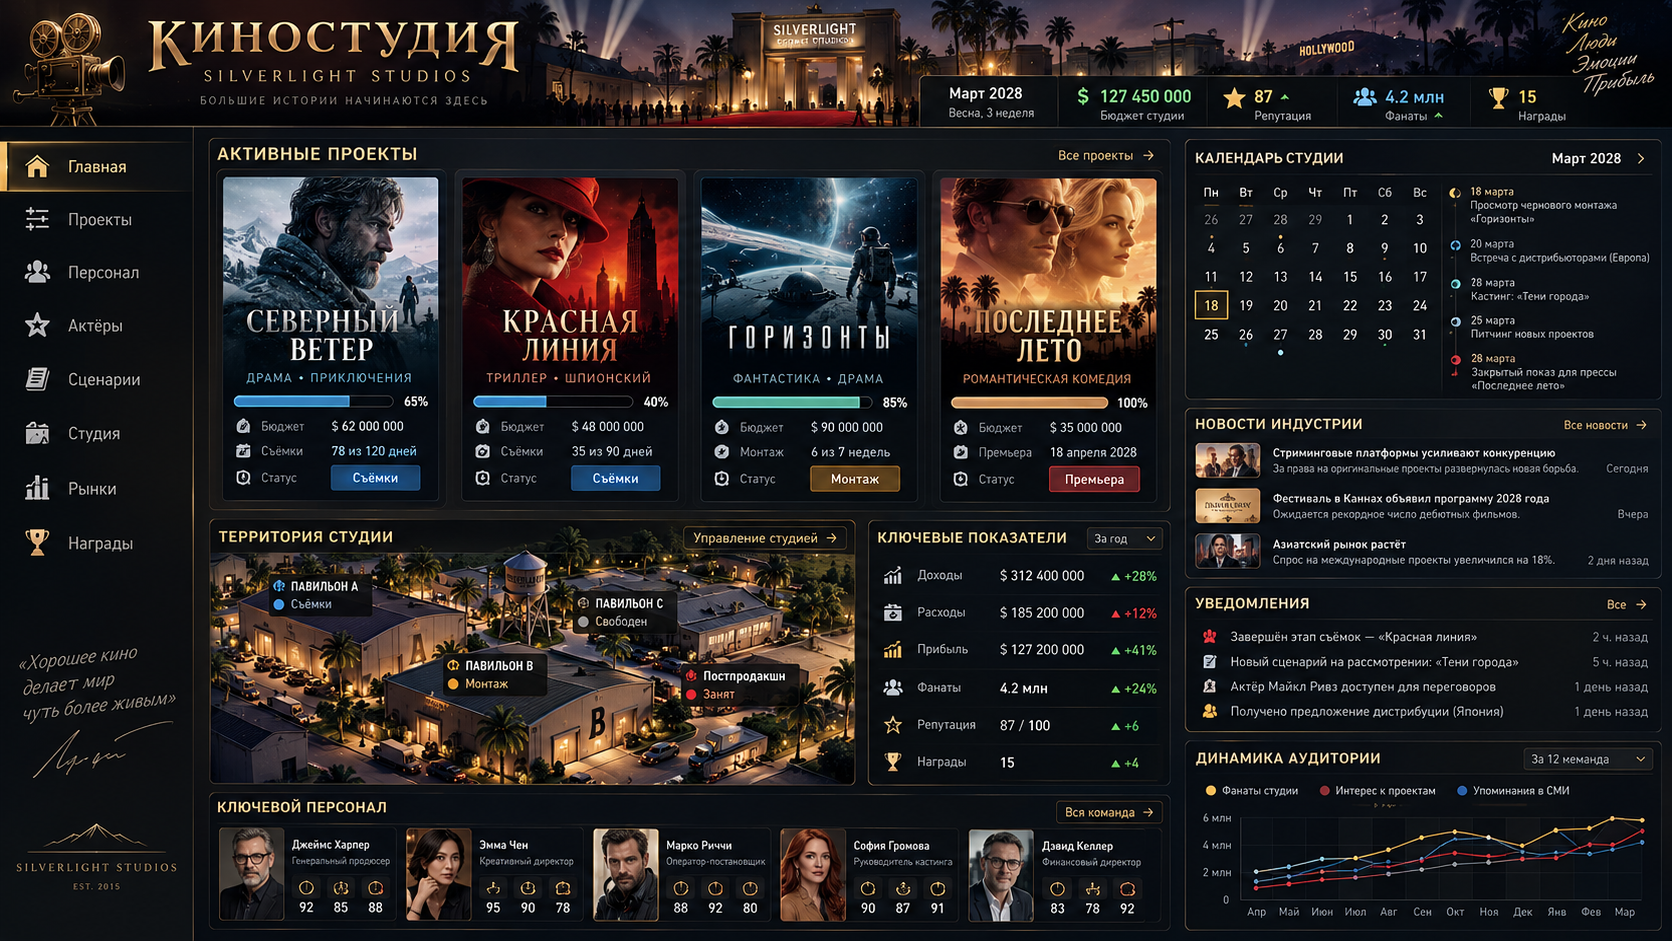 КИНОСТУДИЯ
SILVERLIGHT STUDIOS
БОЛЬШИЕ ИСТОРИИ НАЧИНАЮТСЯ ЗДЕСЬ
SILVERLIGHT
HOLLYWOOD
Кино
Люди
Эмоции
Прибыль
Март 2028
Весна, 3 неделя
$ 127 450 000
Бюджет студии
87
Репутация
4.2 млн
Фанаты
15
Награды
Главная
Проекты
Персонал
Актёры
Сценарии
Студия
Рынки
Награды
«Хорошее кино
делает мир
чуть более живым»
SILVERLIGHT STUDIOS
EST. 2015
АКТИВНЫЕ ПРОЕКТЫ
Все проекты →
СЕВЕРНЫЙ
ВЕТЕР
ДРАМА • ПРИКЛЮЧЕНИЯ
65%
Бюджет $ 62 000 000
Съёмки 78 из 120 дней
Статус Съёмки
КРАСНАЯ
ЛИНИЯ
ТРИЛЛЕР • ШПИОНСКИЙ
40%
Бюджет $ 48 000 000
Съёмки 35 из 90 дней
Статус Съёмки
ГОРИЗОНТЫ
ФАНТАСТИКА • ДРАМА
85%
Бюджет $ 90 000 000
Монтаж 6 из 7 недель
Статус Монтаж
ПОСЛЕДНЕЕ
ЛЕТО
РОМАНТИЧЕСКАЯ КОМЕДИЯ
100%
Бюджет $ 35 000 000
Премьера 18 апреля 2028
Статус Премьера
ТЕРРИТОРИЯ СТУДИИ
Управление студией →
ПАВИЛЬОН A
Съёмки
ПАВИЛЬОН C
Свободен
ПАВИЛЬОН B
Монтаж
Постпродакшн
Занят
A
B
КЛЮЧЕВЫЕ ПОКАЗАТЕЛИ
За год
Доходы $ 312 400 000 ▲ +28%
Расходы $ 185 200 000 ▲ +12%
Прибыль $ 127 200 000 ▲ +41%
Фанаты 4.2 млн ▲ +24%
Репутация 87 / 100 ▲ +6
Награды 15 ▲ +4
КЛЮЧЕВОЙ ПЕРСОНАЛ
Вся команда →
Джеймс Харпер
Генеральный продюсер
92 85 88
Эмма Чен
Креативный директор
95 90 78
Марко Риччи
Оператор-постановщик
88 92 80
София Громова
Руководитель кастинга
90 87 91
Дэвид Келлер
Финансовый директор
83 78 92
КАЛЕНДАРЬ СТУДИИ
Март 2028
Пн Вт Ср Чт Пт Сб Вс
26 27 28 29 1 2 3
4 5 6 7 8 9 10
11 12 13 14 15 16 17
18 19 20 21 22 23 24
25 26 27 28 29 30 31
18 марта
Просмотр чернового монтажа
«Горизонты»
20 марта
Встреча с дистрибьюторами (Европа)
28 марта
Кастинг: «Тени города»
25 марта
Питчинг новых проектов
28 марта
Закрытый показ для прессы
«Последнее лето»
НОВОСТИ ИНДУСТРИИ
Все новости →
Стриминговые платформы усиливают конкуренцию
За права на оригинальные проекты развернулась новая борьба.
Сегодня
Фестиваль в Каннах объявил программу 2028 года
Ожидается рекордное число дебютных фильмов.
Вчера
Азиатский рынок растёт
Спрос на международные проекты увеличился на 18%.
2 дня назад
УВЕДОМЛЕНИЯ
Все →
Завершён этап съёмок — «Красная линия» 2 ч. назад
Новый сценарий на рассмотрении: «Тени города» 5 ч. назад
Актёр Майкл Ривз доступен для переговоров 1 день назад
Получено предложение дистрибуции (Япония) 1 день назад
ДИНАМИКА АУДИТОРИИ
За 12 меманда
Фанаты студии
Интерес к проектам
Упоминания в СМИ
6 млн
4 млн
2 млн
0
Апр Май Июн Июл Авг Сен Окт Ноя Дек Янв Фев Мар